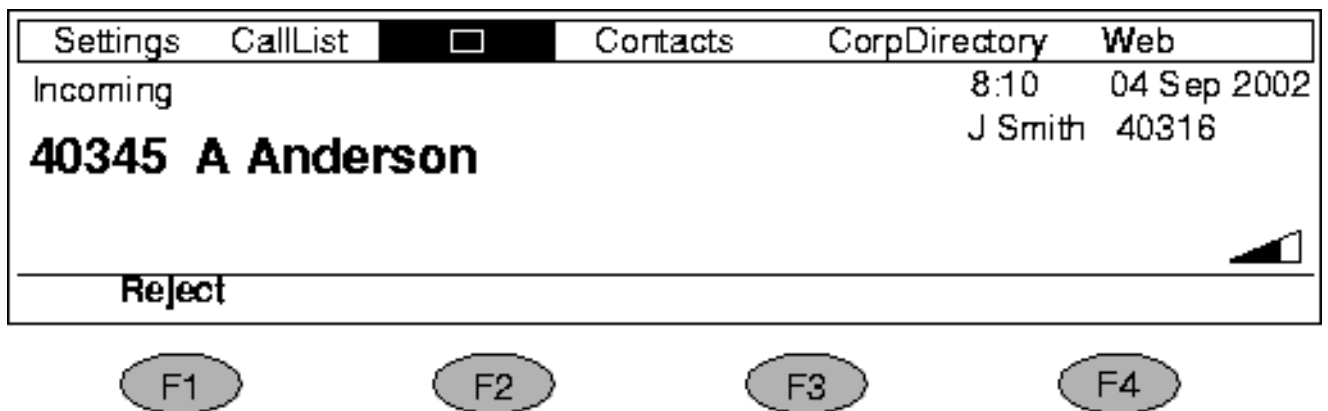 Settings CallList Contacts CorpDirectory Web
Incoming 8:10 04 Sep 2002
J Smith 40316
40345 A Anderson
Reject
F1 F2 F3 F4